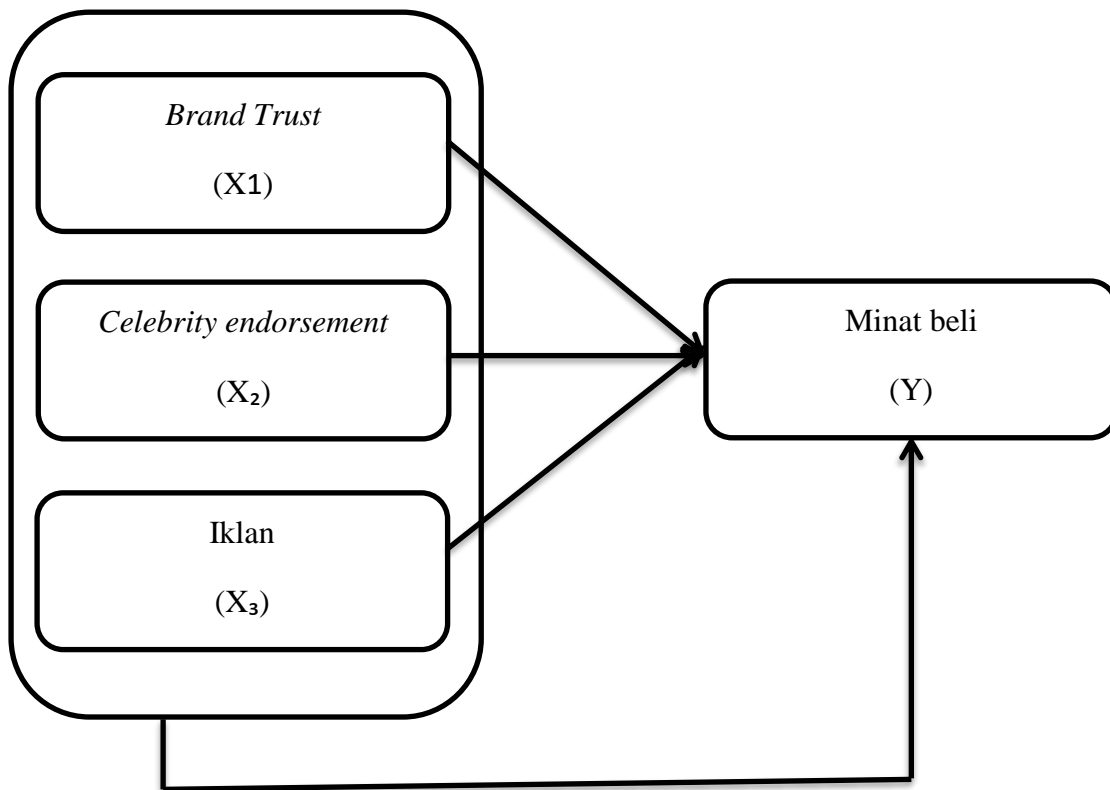 Brand Trust
(X1)
Celebrity endorsement
(X₂)
Iklan
(X₃)
Minat beli
(Y)